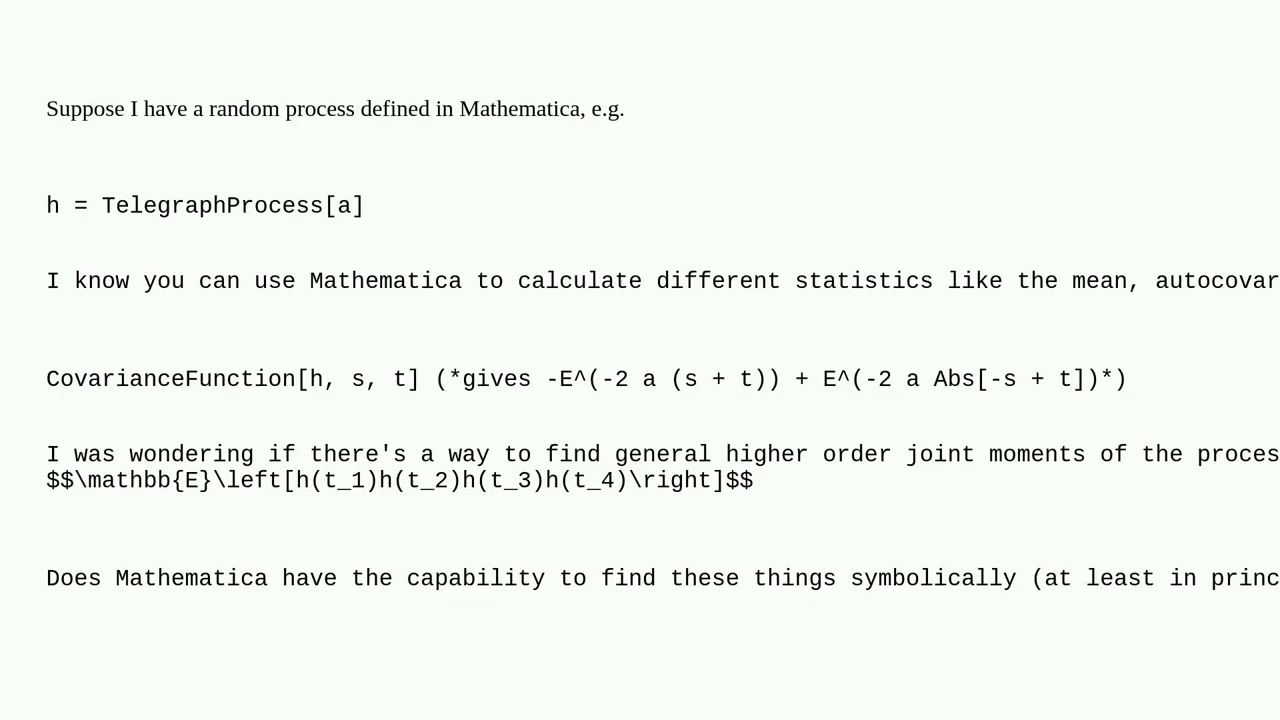 Suppose I have a random process defined in Mathematica, e.g.
h = TelegraphProcess[a]
I know you can use Mathematica to calculate different statistics like the mean,
CovarianceFunction[h, s, t] (*gives -E^(-2 a (s + t)) + E^(-2 a Abs[-s + t])*)
I was wondering if there's a way to find general higher order joint moments of the
$$\mathbb{E}\left[h(t_1)h(t_2)h(t_3)h(t_4)\right]$$
Does Mathematica have the capability to find these things symbolically (at least in